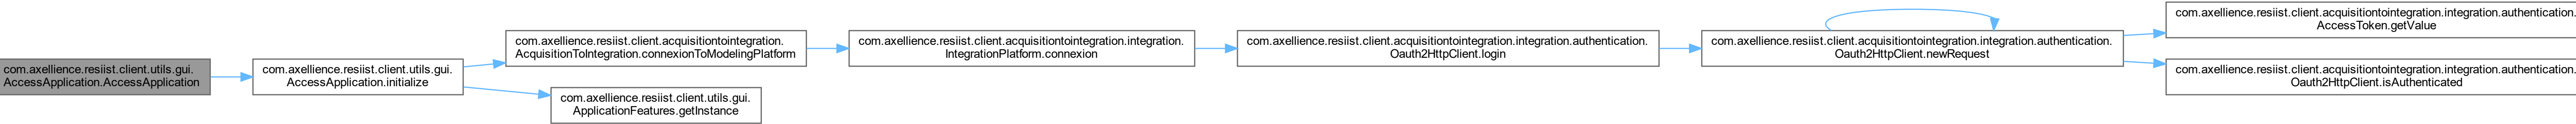 com.axellience.resiist.client.utils.gui.
AccessApplication.AccessApplication
com.axellience.resiist.client.utils.gui.
AccessApplication.initialize
com.axellience.resiist.client.acquisitiontointegration.
AcquisitionToIntegration.connexionToModelingPlatform
com.axellience.resiist.client.utils.gui.
ApplicationFeatures.getInstance
com.axellience.resiist.client.acquisitiontointegration.integration.
IntegrationPlatform.connexion
com.axellience.resiist.client.acquisitiontointegration.integration.authentication.
Oauth2HttpClient.login
com.axellience.resiist.client.acquisitiontointegration.integration.authentication.
Oauth2HttpClient.newRequest
com.axellience.resiist.client.acquisitiontointegration.integration.authentication.
AccessToken.getValue
com.axellience.resiist.client.acquisitiontointegration.integration.authentication.
Oauth2HttpClient.isAuthenticated